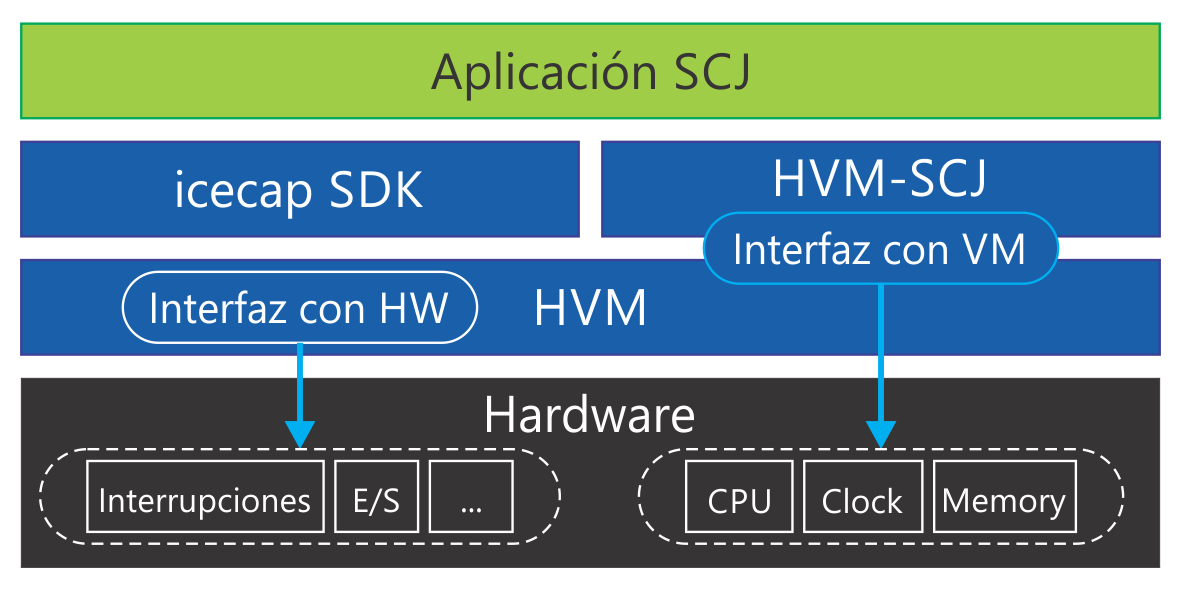 Aplicación SCJ
icecap SDK
HVM-SCJ
Interfaz con VM
Interfaz con HW
HVM
Hardware
Interrupciones
E/S
...
CPU
Clock
Memory